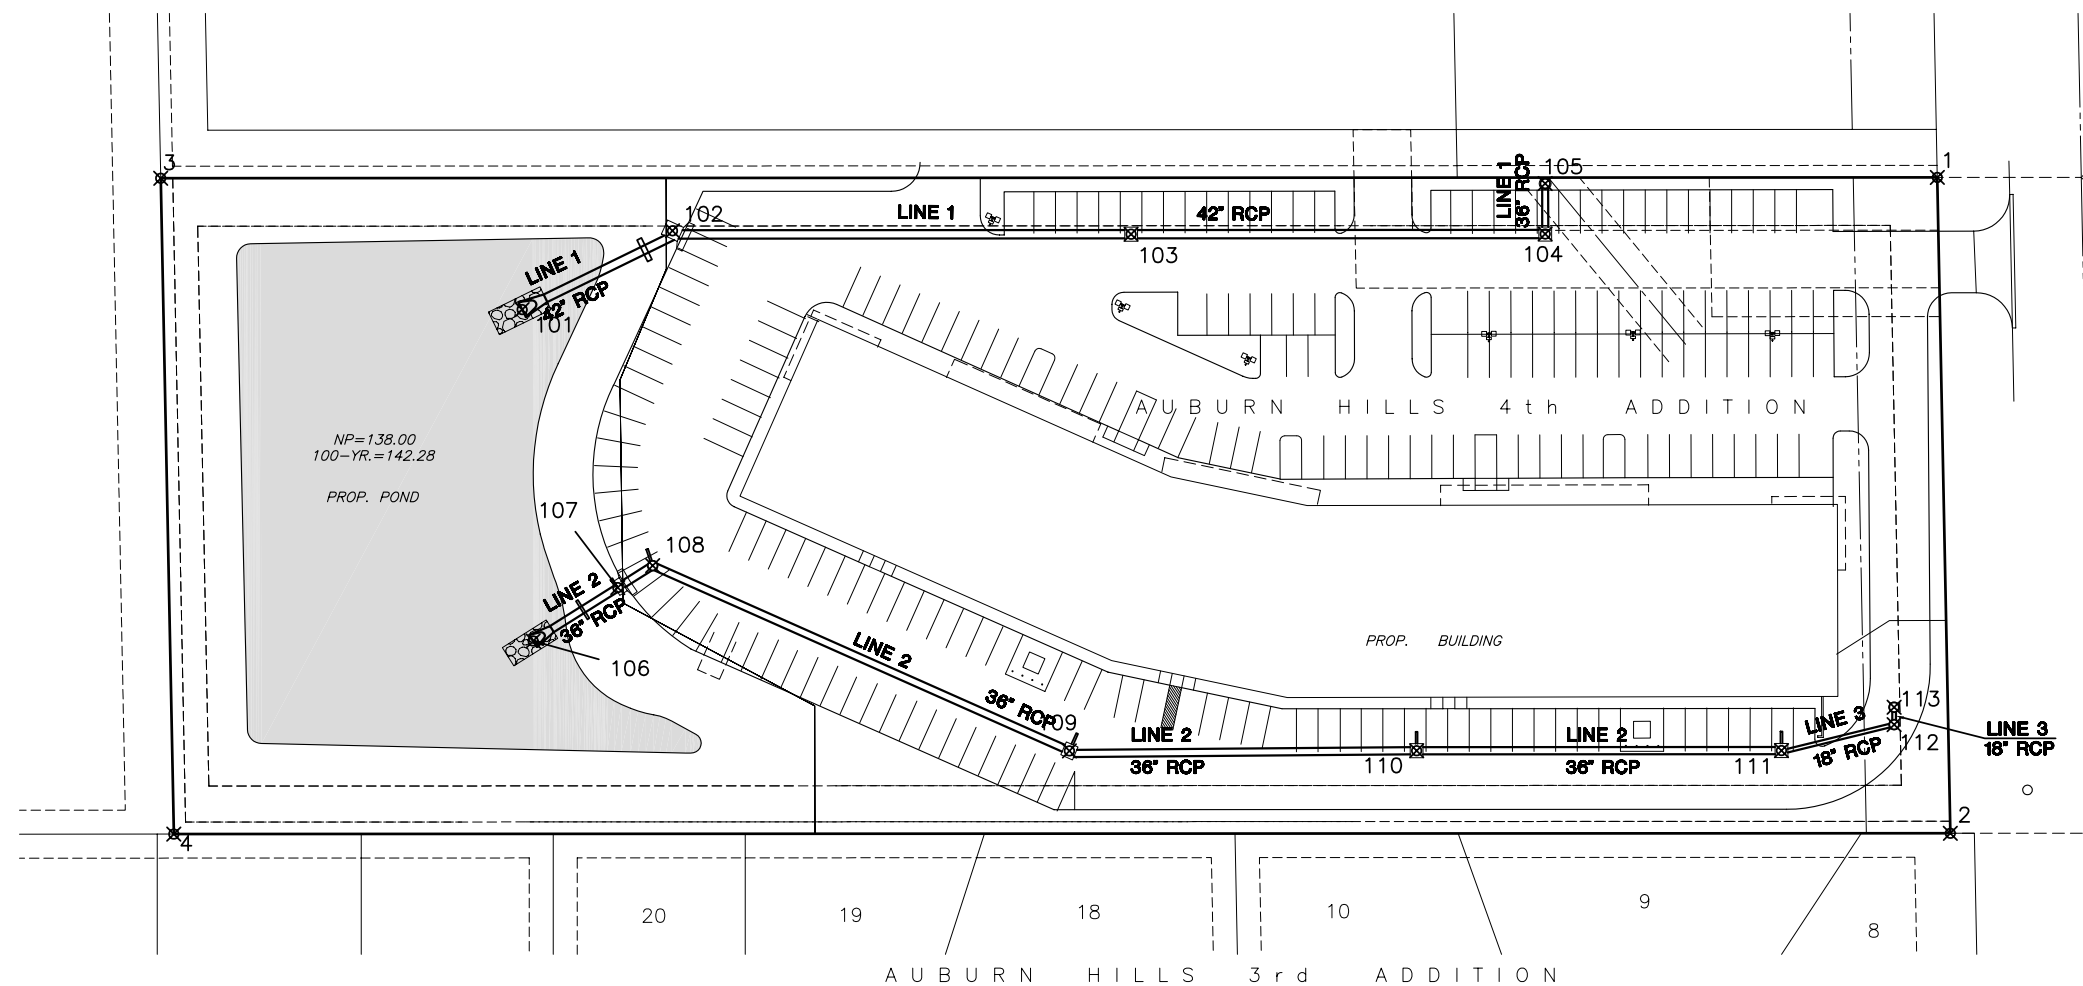 3
1
LINE 1
36" RCP
105
102
LINE 1
42" RCP
103
104
LINE 1
42" RCP
101
AUBURN HILLS 4th ADDITION
NP=138.00
100-YR.=142.28
PROP. POND
107
108
LINE 2
36" RCP
106
LINE 2
36" RCP
109
PROP. BUILDING
LINE 2
36" RCP
110
LINE 2
36" RCP
111
LINE 3
18" RCP
113
112
LINE 3
18" RCP
4
2
20
19
18
10
9
8
AUBURN HILLS 3rd ADDITION